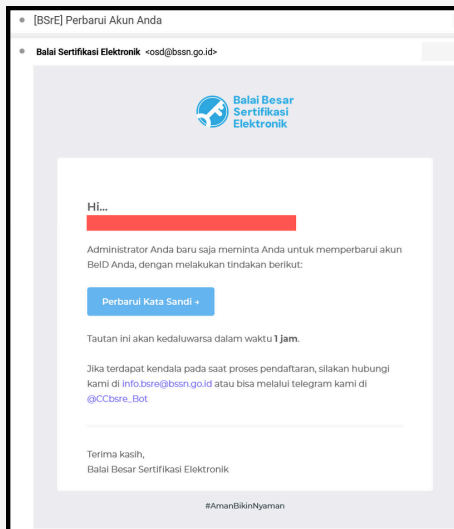 [BSrE] Perbarui Akun Anda
Balai Sertifikasi Elektronik <osd@bssn.go.id>
Balai Besar
Sertifikasi
Elektronik
Hi...
Administrator Anda baru saja meminta Anda untuk memperbarui akun
BeID Anda, dengan melakukan tindakan berikut:
Perbarui Kata Sandi →
Tautan ini akan kedaluwarsa dalam waktu 1 jam.
Jika terdapat kendala pada saat proses pendaftaran, silakan hubungi
kami di info.bsre@bssn.go.id atau bisa melalui telegram kami di
@CCbsre_Bot
Terima kasih,
Balai Besar Sertifikasi Elektronik
#AmanBikinNyaman